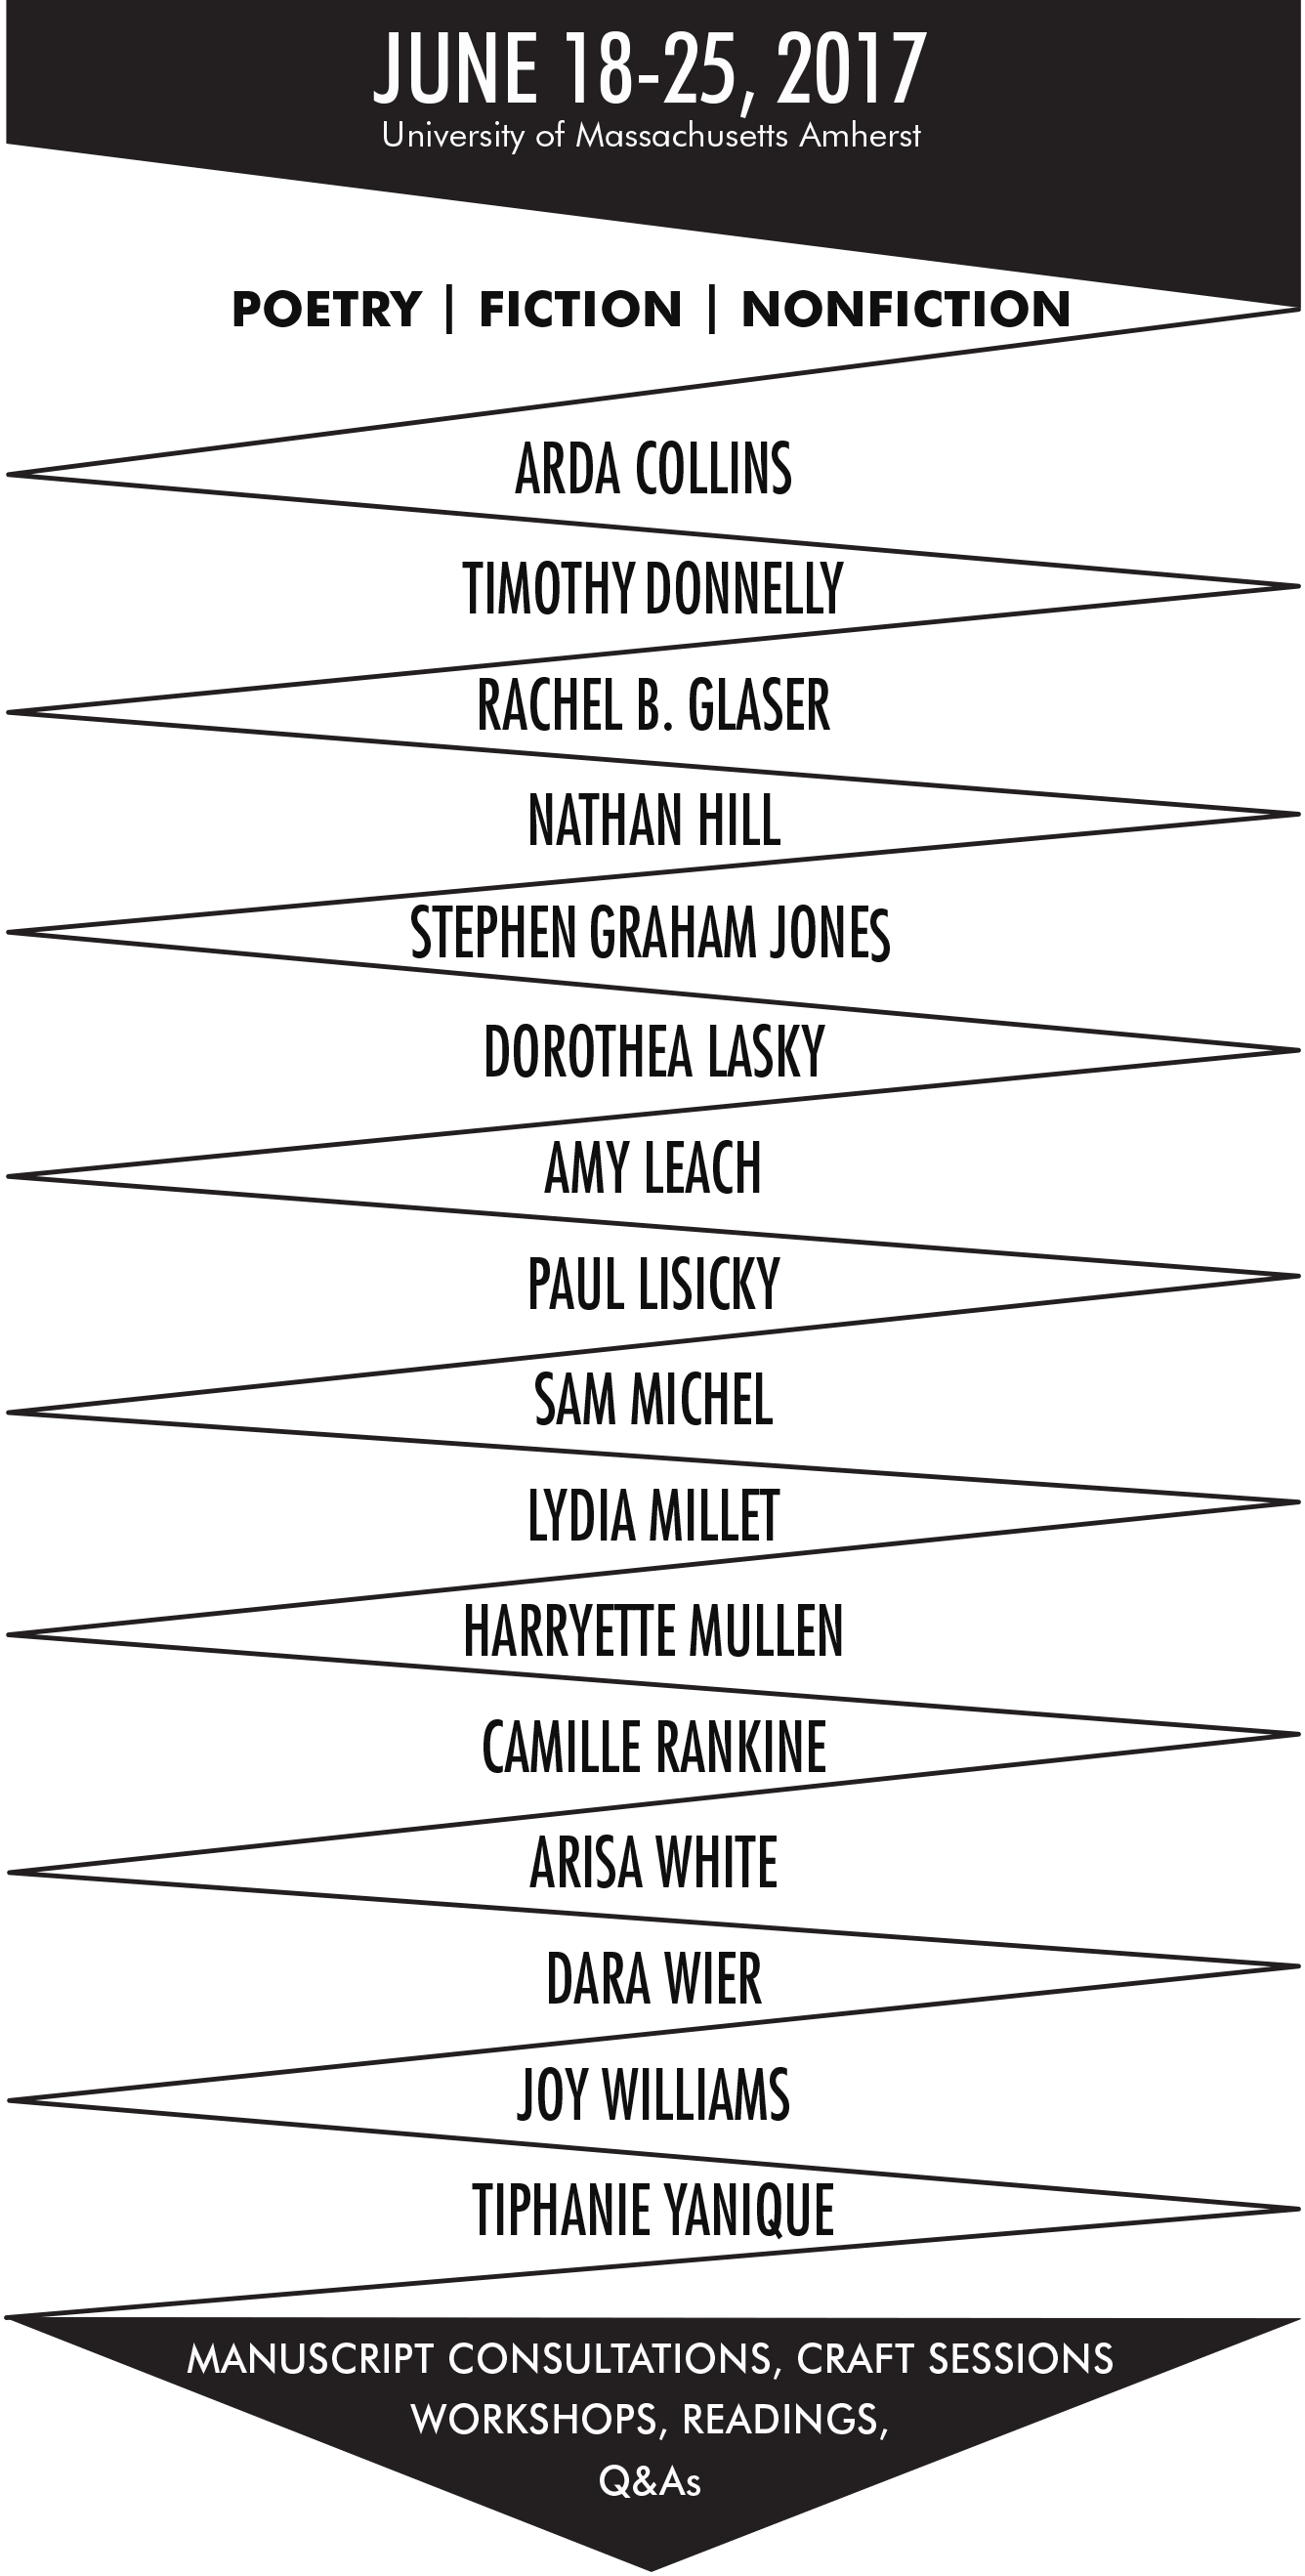 JUNE 18-25, 2017
University of Massachusetts Amherst
POETRY | FICTION | NONFICTION
ARDA COLLINS
TIMOTHY DONNELLY
RACHEL B. GLASER
NATHAN HILL
STEPHEN GRAHAM JONES
DOROTHEA LASKY
AMY LEACH
PAUL LISICKY
SAM MICHEL
LYDIA MILLET
HARRYETTE MULLEN
CAMILLE RANKINE
ARISA WHITE
DARA WIER
JOY WILLIAMS
TIPHANIE YANIQUE
MANUSCRIPT CONSULTATIONS, CRAFT SESSIONS
WORKSHOPS, READINGS,
Q&As